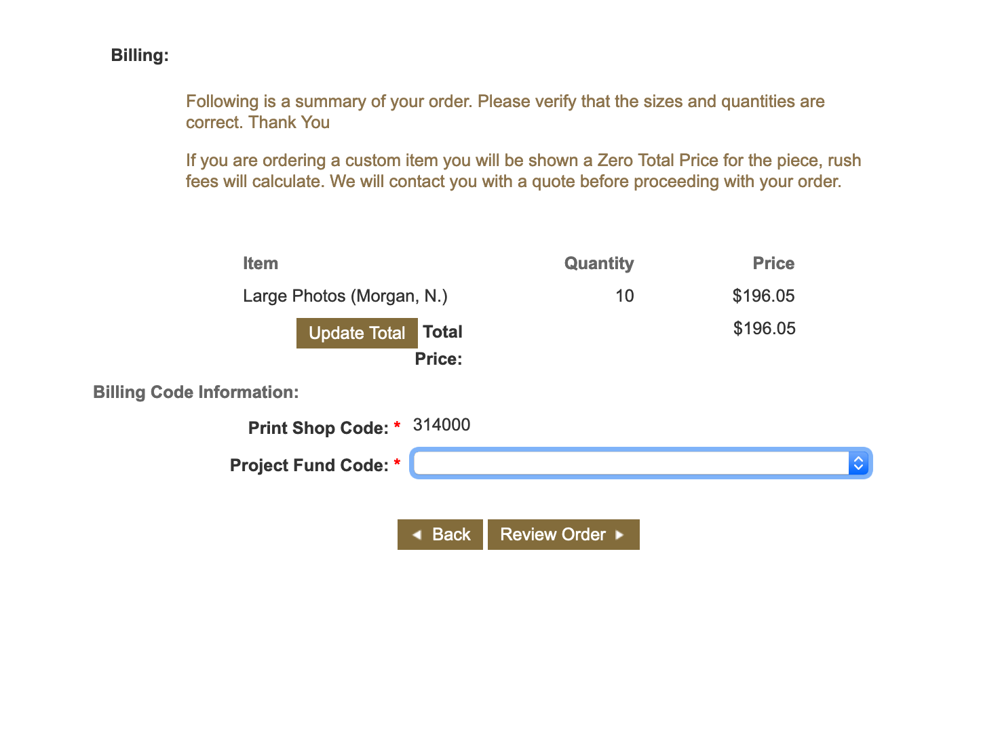 Billing:
Following is a summary of your order. Please verify that the sizes and quantities are
correct. Thank You
If you are ordering a custom item you will be shown a Zero Total Price for the piece, rush
fees will calculate. We will contact you with a quote before proceeding with your order.
Item Quantity Price
Large Photos (Morgan, N.) 10 $196.05
Update Total Total $196.05
Price:
Billing Code Information:
Print Shop Code: * 314000
Project Fund Code: *
Back Review Order